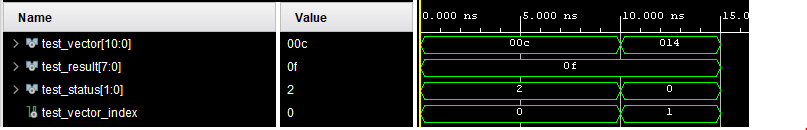 Name Value 0.000 ns 5.000 ns 10.000 ns 15.0
test_vector[10:0] 00c 00c 014
test_result[7:0] 0f 0f
test_status[1:0] 2 2 0
test_vector_index 0 0 1